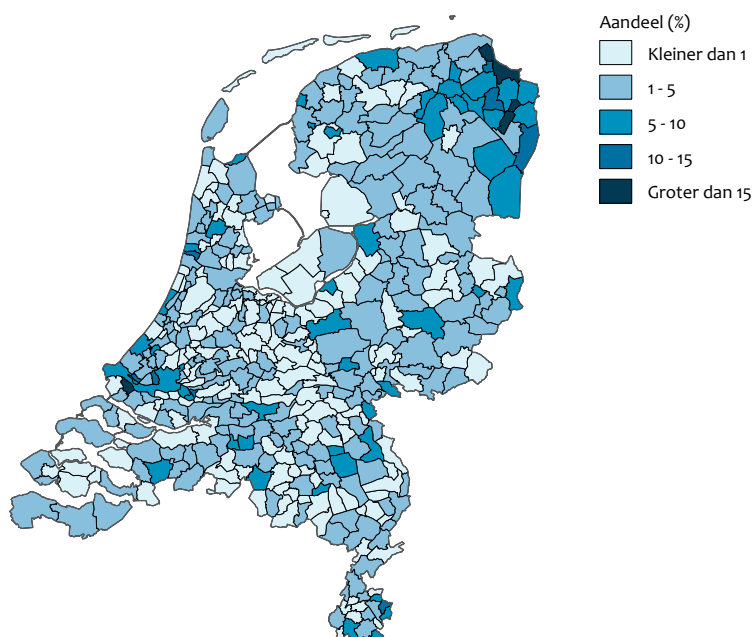 Aandeel (%)
Kleiner dan 1
1 - 5
5 - 10
10 - 15
Groter dan 15